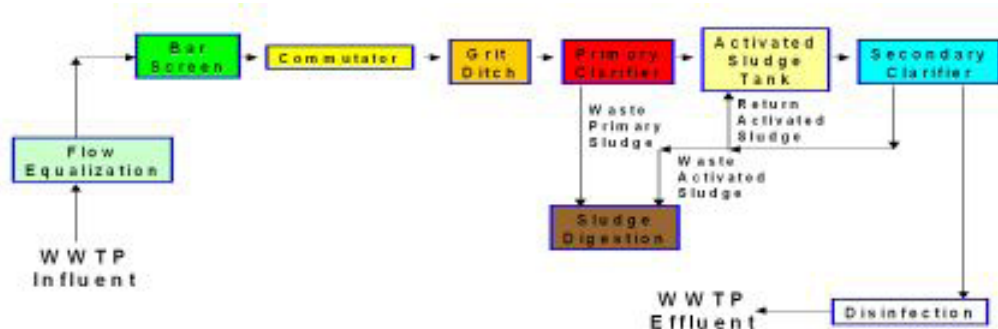 Bar
Screen
Commutator
Grit
Ditch
Primary
Clarifier
Activated
Sludge
Tank
Secondary
Clarifier
Flow
Equalization
Waste
Primary
Sludge
Return
Activated
Sludge
Waste
Activated
Sludge
Sludge
Digestion
WWTP
Influent
WWTP
Effluent
Disinfection